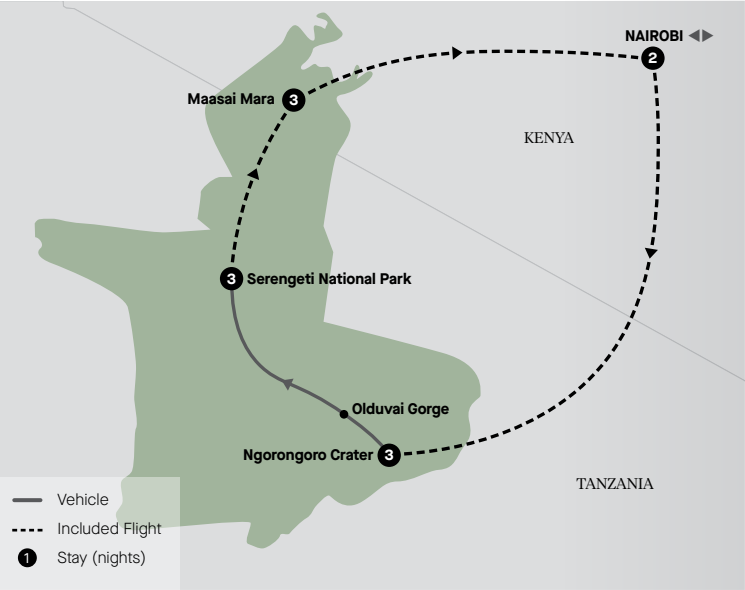 NAIROBI
2
Maasai Mara 3
KENYA
3 Serengeti National Park
Olduvai Gorge
Ngorongoro Crater 3
TANZANIA
Vehicle
Included Flight
1 Stay (nights)